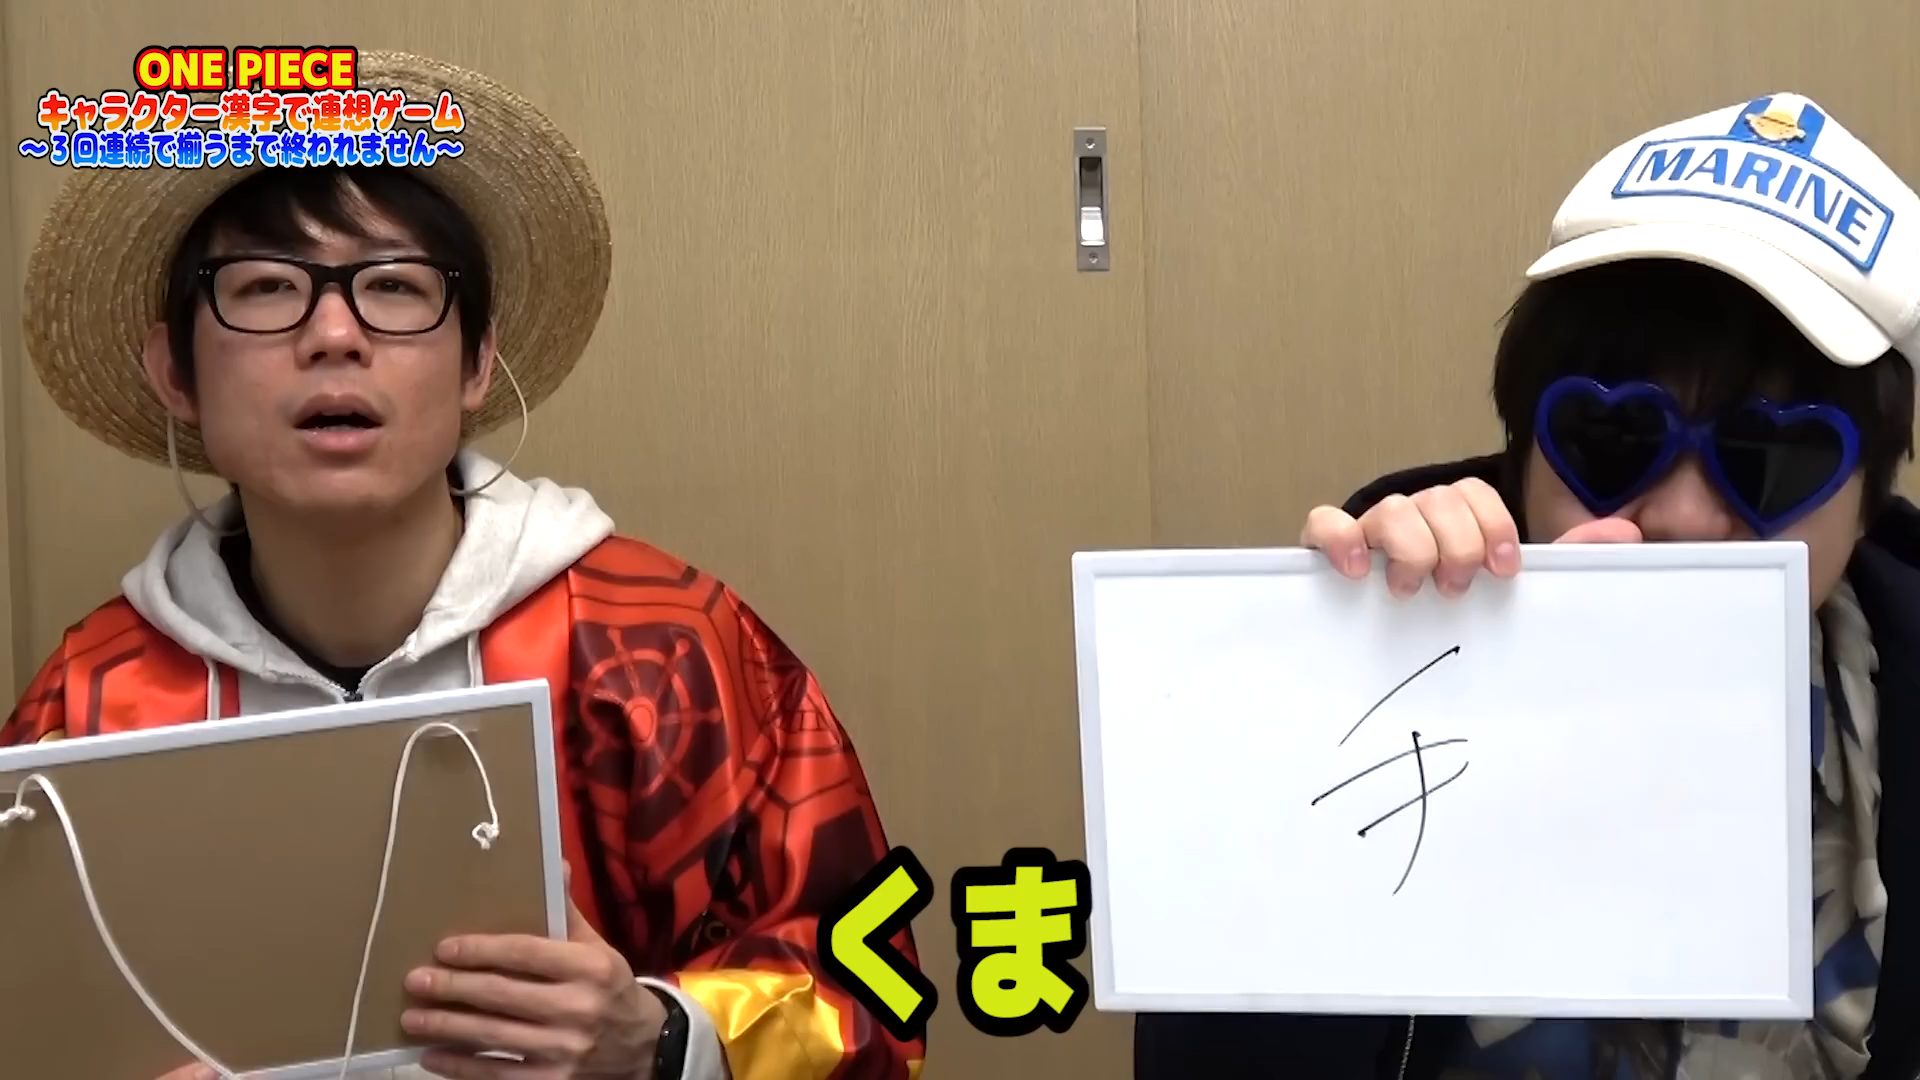 ONE PIECE
キャラクター漢字で連想ゲーム
～3回連続で揃うまで終われません～
MARINE
手
くま